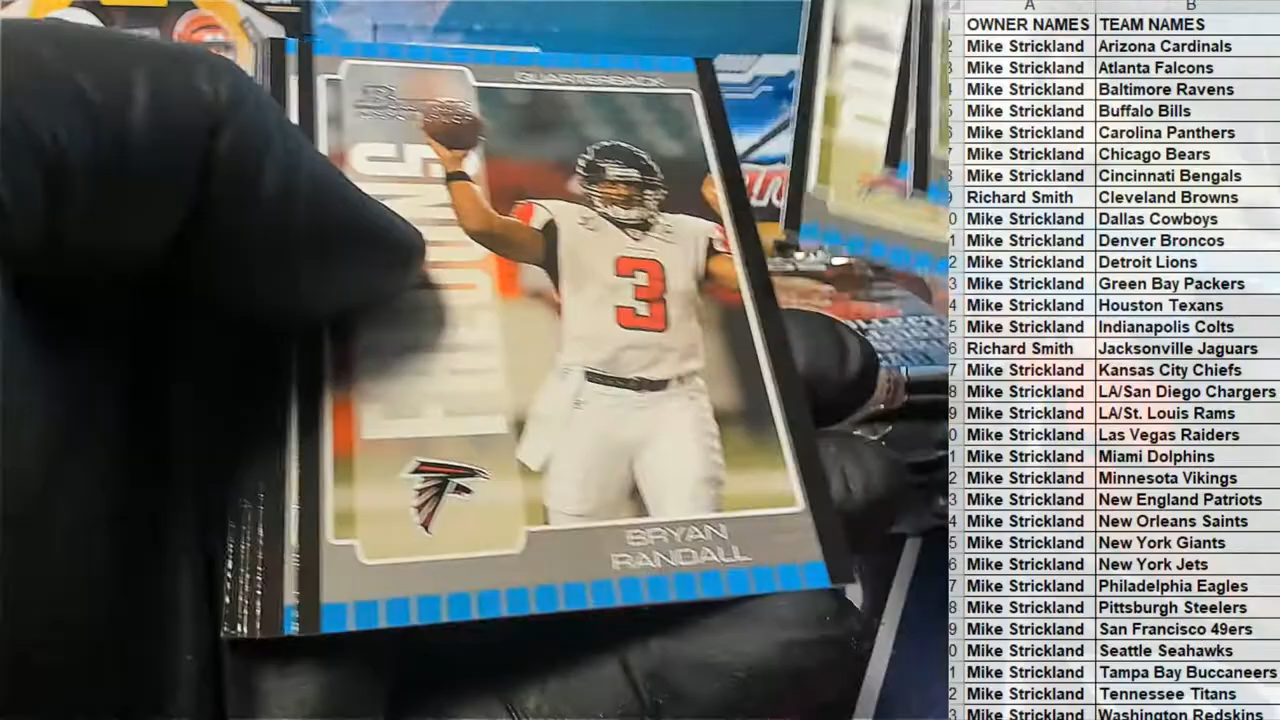 QUARTERBACK
3
BRYAN
RANDALL
A B
OWNER NAMES TEAM NAMES
Mike Strickland Arizona Cardinals
Mike Strickland Atlanta Falcons
Mike Strickland Baltimore Ravens
Mike Strickland Buffalo Bills
Mike Strickland Carolina Panthers
Mike Strickland Chicago Bears
Mike Strickland Cincinnati Bengals
Richard Smith Cleveland Browns
Mike Strickland Dallas Cowboys
Mike Strickland Denver Broncos
Mike Strickland Detroit Lions
Mike Strickland Green Bay Packers
Mike Strickland Houston Texans
Mike Strickland Indianapolis Colts
Richard Smith Jacksonville Jaguars
Mike Strickland Kansas City Chiefs
Mike Strickland LA/San Diego Chargers
Mike Strickland LA/St. Louis Rams
Mike Strickland Las Vegas Raiders
Mike Strickland Miami Dolphins
Mike Strickland Minnesota Vikings
Mike Strickland New England Patriots
Mike Strickland New Orleans Saints
Mike Strickland New York Giants
Mike Strickland New York Jets
Mike Strickland Philadelphia Eagles
Mike Strickland Pittsburgh Steelers
Mike Strickland San Francisco 49ers
Mike Strickland Seattle Seahawks
Mike Strickland Tampa Bay Buccaneers
Mike Strickland Tennessee Titans
Mike Strickland Washington Redskins